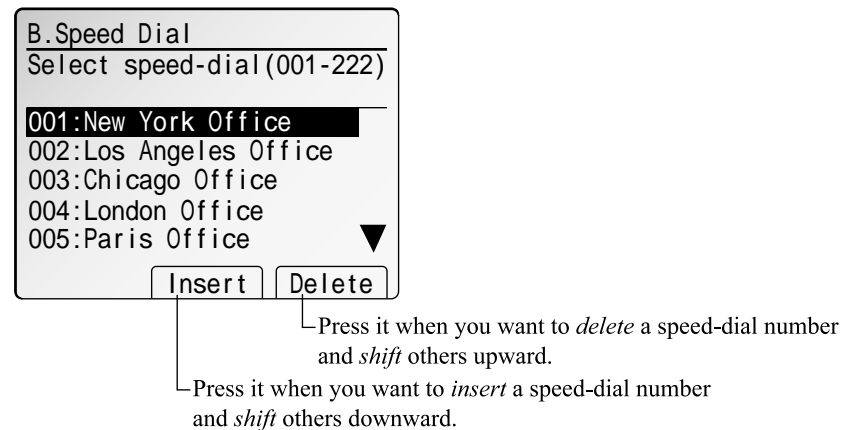 B.Speed Dial
Select speed-dial(001-222)
001:New York Office
002:Los Angeles Office
003:Chicago Office
004:London Office
005:Paris Office
Insert Delete
Press it when you want to delete a speed-dial number
and shift others upward.
Press it when you want to insert a speed-dial number
and shift others downward.